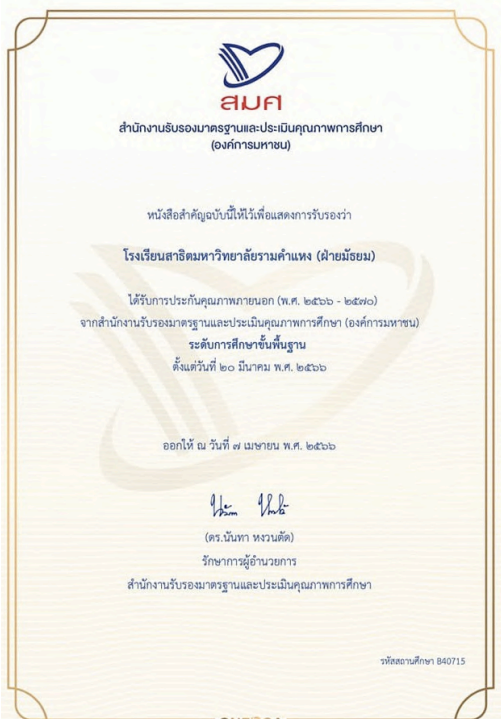 สมศ
สำนักงานรับรองมาตรฐานและประเมินคุณภาพการศึกษา
(องค์การมหาชน)
หนังสือสำคัญฉบับนี้ให้ไว้เพื่อแสดงการรับรองว่า
โรงเรียนสาธิตมหาวิทยาลัยรามคำแหง (ฝ่ายมัธยม)
ได้รับการประกันคุณภาพภายนอก (พ.ศ. ๒๕๖๖ - ๒๕๗๐)
จากสำนักงานรับรองมาตรฐานและประเมินคุณภาพการศึกษา (องค์การมหาชน)
ระดับการศึกษาขั้นพื้นฐาน
ตั้งแต่วันที่ ๒๐ มีนาคม พ.ศ. ๒๕๖๖
ออกให้ ณ วันที่ ๗ เมษายน พ.ศ. ๒๕๖๖
(ดร.นันทา หงวนตัด)
รักษาการผู้อำนวยการ
สำนักงานรับรองมาตรฐานและประเมินคุณภาพการศึกษา
รหัสสถานศึกษา B40715